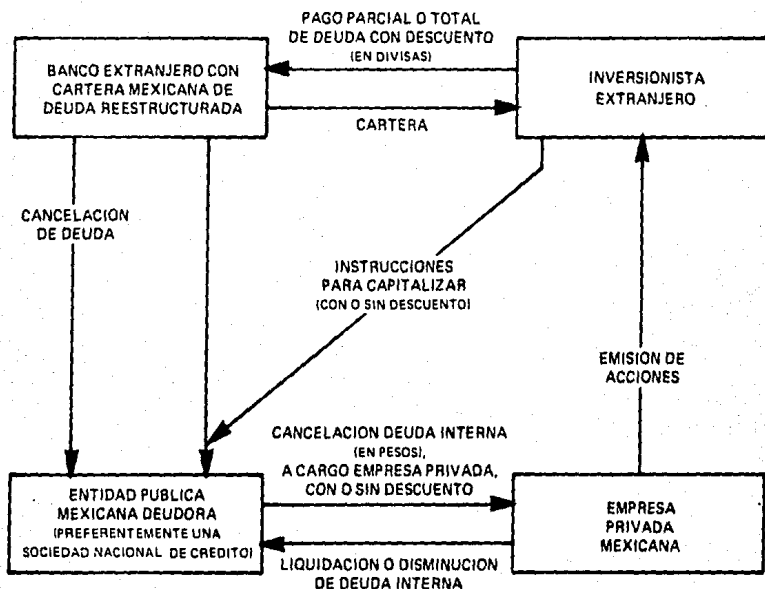 PAGO PARCIAL O TOTAL
DE DEUDA CON DESCUENTO
(EN DIVISAS)
BANCO EXTRANJERO CON
CARTERA MEXICANA DE
DEUDA REESTRUCTURADA
INVERSIONISTA
EXTRANJERO
CARTERA
CANCELACION
DE DEUDA
INSTRUCCIONES
PARA CAPITALIZAR
(CON O SIN DESCUENTO)
EMISION DE
ACCIONES
CANCELACION DEUDA INTERNA
(EN PESOS),
A CARGO EMPRESA PRIVADA,
CON O SIN DESCUENTO
ENTIDAD PUBLICA
MEXICANA DEUDORA
(PREFERENTEMENTE UNA
SOCIEDAD NACIONAL DE CREDITO)
EMPRESA
PRIVADA
MEXICANA
LIQUIDACION O DISMINUCION
DE DEUDA INTERNA